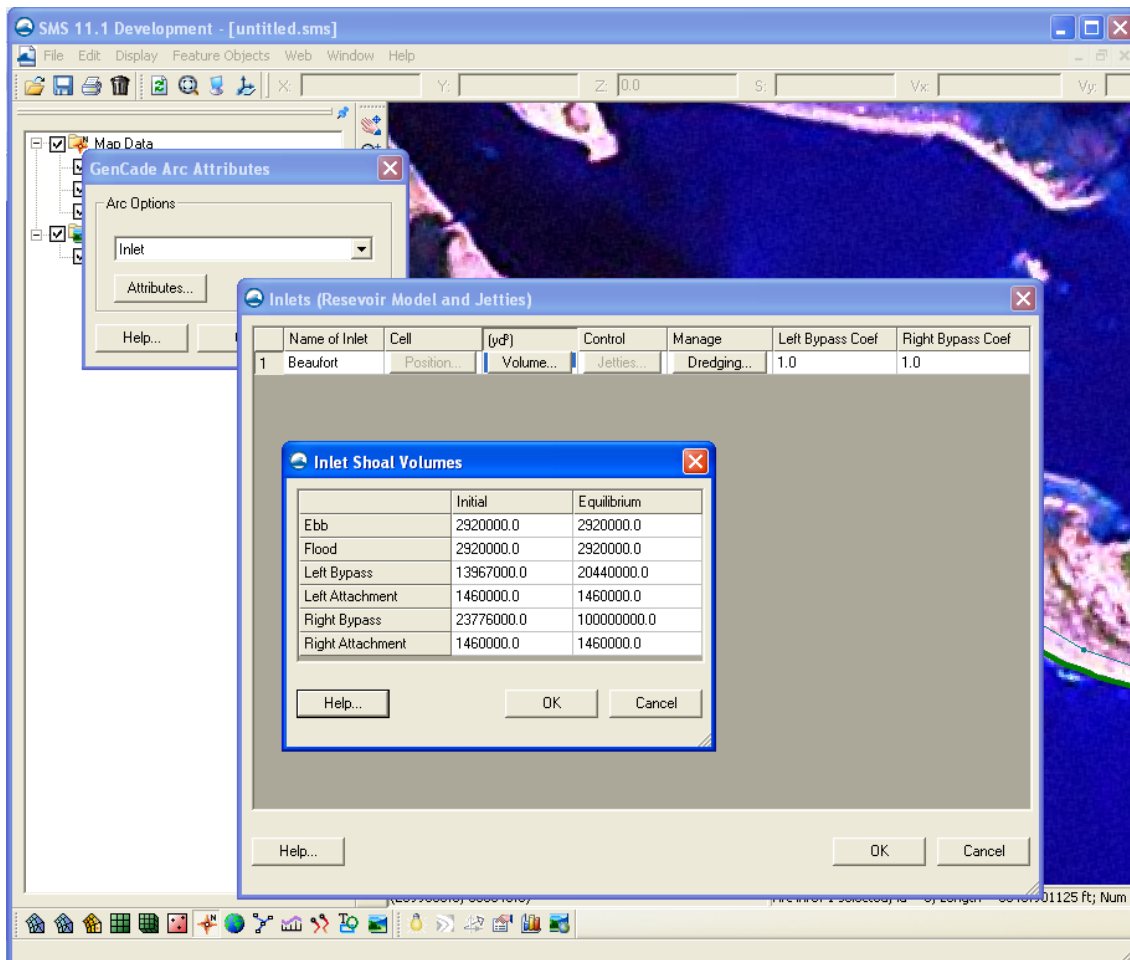 SMS 11.1 Development - [untitled.sms]
File Edit Display Feature Objects Web Window Help
X: Y: Z: 0.0 S: Vx: Vy:
Map Data
GenCade Arc Attributes
Arc Options
Inlet
Attributes...
Help...
Inlets (Resevoir Model and Jetties)
Name of Inlet Cell (yd³) Control Manage Left Bypass Coef Right Bypass Coef
1 Beaufort Position... Volume... Jetties... Dredging... 1.0 1.0
Inlet Shoal Volumes
Initial Equilibrium
Ebb 2920000.0 2920000.0
Flood 2920000.0 2920000.0
Left Bypass 13967000.0 20440000.0
Left Attachment 1460000.0 1460000.0
Right Bypass 23776000.0 100000000.0
Right Attachment 1460000.0 1460000.0
Help... OK Cancel
Help... OK Cancel
01125 ft; Num